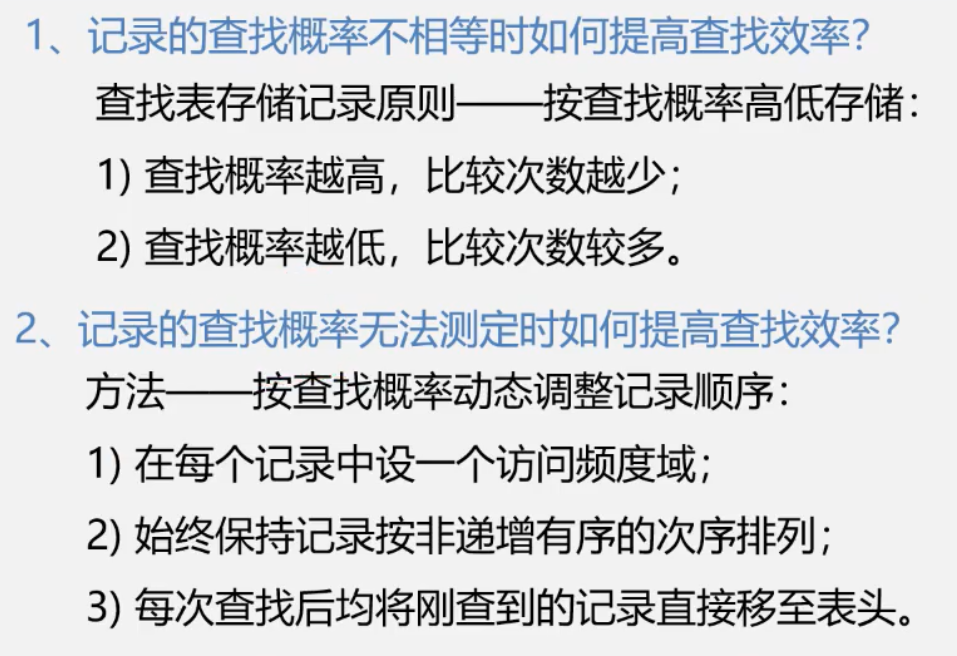 1、记录的查找概率不相等时如何提高查找效率？
查找表存储记录原则——按查找概率高低存储：
1) 查找概率越高，比较次数越少；
2) 查找概率越低，比较次数较多。
2、记录的查找概率无法测定时如何提高查找效率？
方法——按查找概率动态调整记录顺序：
1) 在每个记录中设一个访问频度域；
2) 始终保持记录按非递增有序的次序排列；
3) 每次查找后均将刚查到的记录直接移至表头。